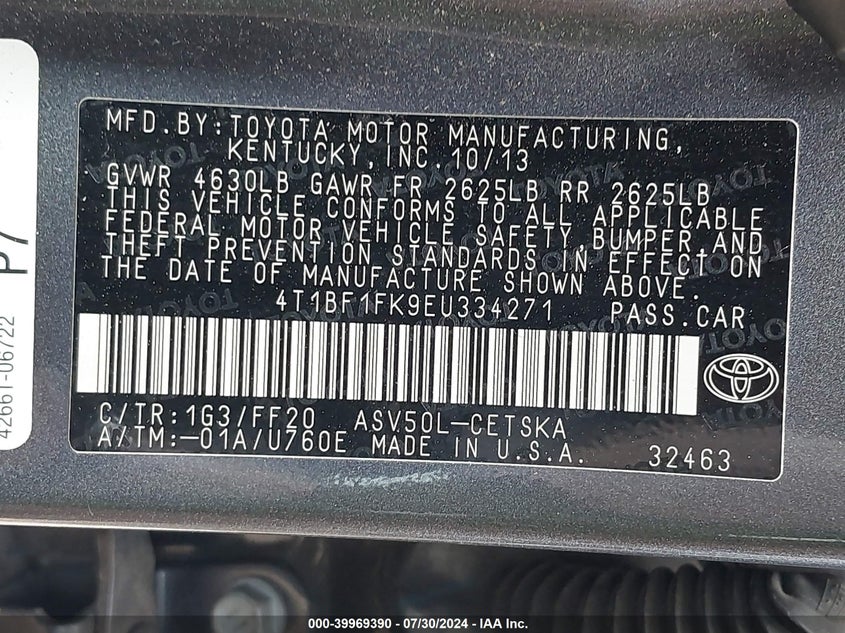 MFD.BY:TOYOTA MOTOR MANUFACTURING,
KENTUCKY,INC.10/13
GVWR 4630LB GAWR FR 2625LB RR 2625LB
THIS VEHICLE CONFORMS TO ALL APPLICABLE
FEDERAL MOTOR VEHICLE SAFETY,BUMPER,AND
THEFT PREVENTION STANDARDS IN EFFECT ON
THE DATE OF MANUFACTURE SHOWN ABOVE.
4T1BF1FK9EU334271 PASS.CAR
C/TR:1G3/FF20 ASV50L-CETSKA
A/TM:-01A/U760E MADE IN U.S.A. 32463
P7
42661-06722
000-39969390 - 07/30/2024 - IAA Inc.